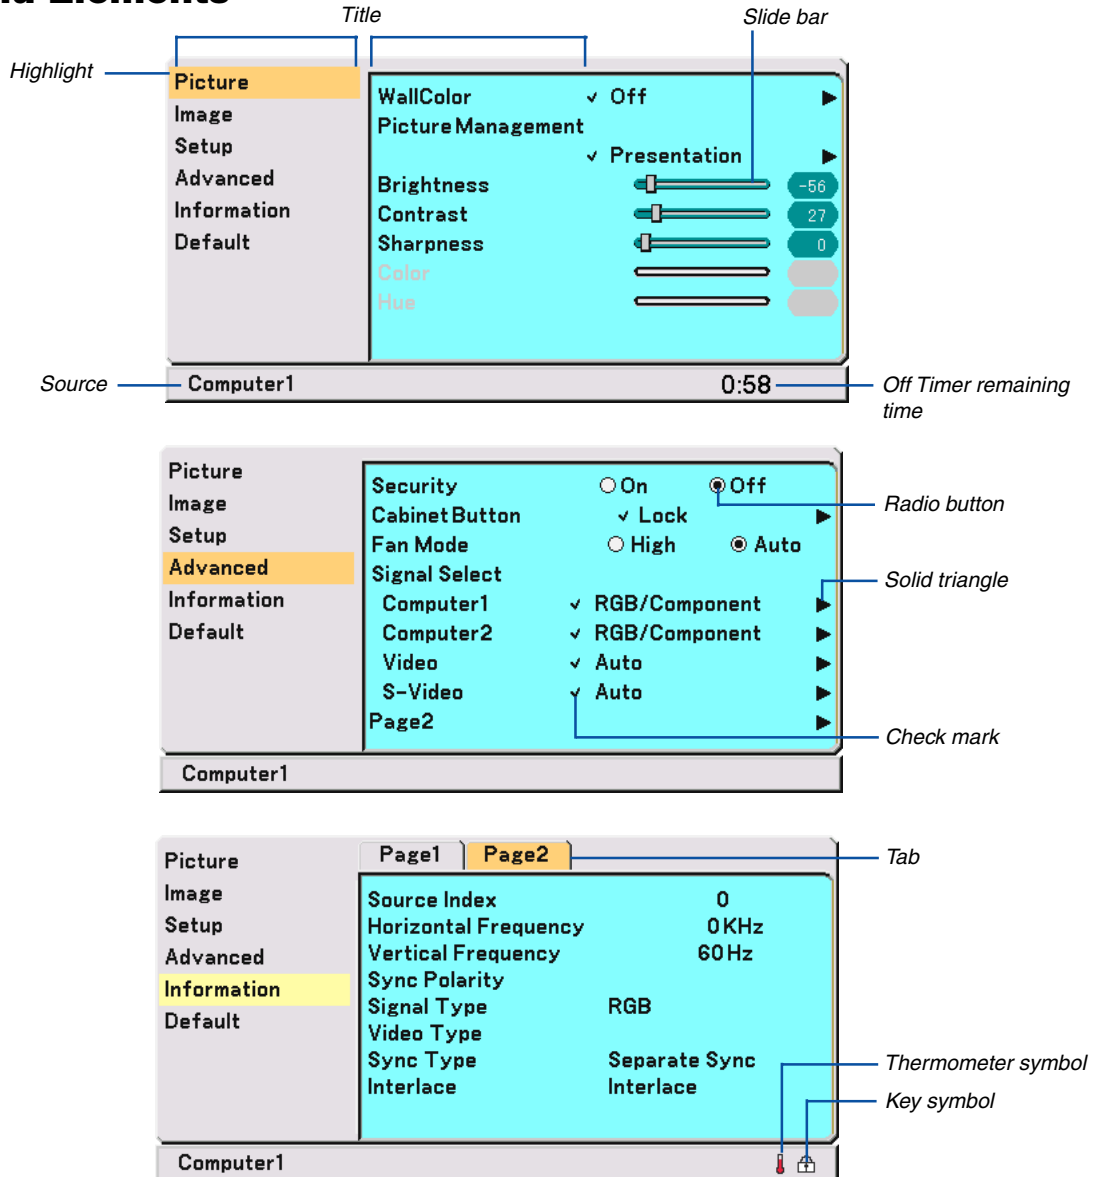 Title
Slide bar
Highlight
Picture
Image
Setup
Advanced
Information
Default
WallColor ✓ Off ▶
Picture Management
✓ Presentation ▶
Brightness -56
Contrast 27
Sharpness 0
Color
Hue
Source
Computer1 0:58
Off Timer remaining
time
Picture
Image
Setup
Advanced
Information
Default
Security On Off
Cabinet Button ✓ Lock ▶
Fan Mode High Auto
Signal Select
Computer1 ✓ RGB/Component ▶
Computer2 ✓ RGB/Component ▶
Video ✓ Auto ▶
S-Video ✓ Auto ▶
Page2 ▶
Radio button
Solid triangle
Check mark
Computer1
Page1 Page2
Tab
Picture
Image
Setup
Advanced
Information
Default
Source Index 0
Horizontal Frequency 0KHz
Vertical Frequency 60Hz
Sync Polarity
Signal Type RGB
Video Type
Sync Type Separate Sync
Interlace Interlace
Thermometer symbol
Key symbol
Computer1